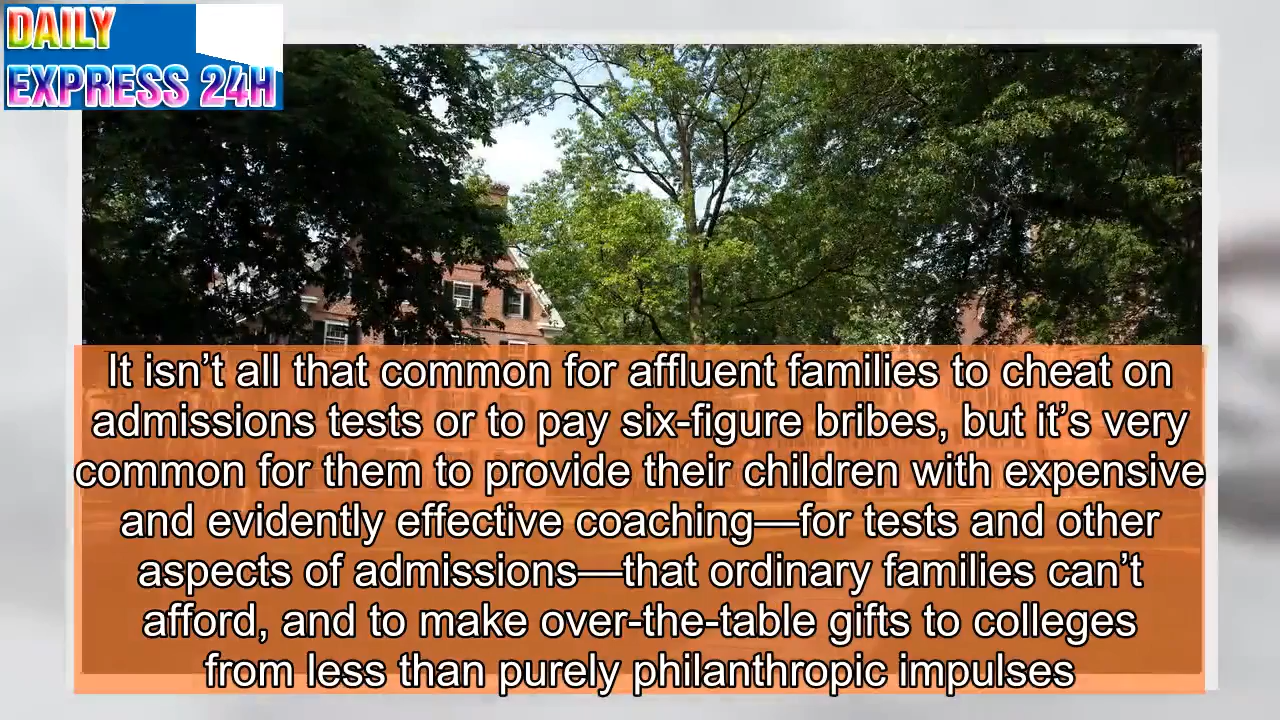 DAILY
EXPRESS 24H
It isn’t all that common for affluent families to cheat on
admissions tests or to pay six-figure bribes, but it’s very
common for them to provide their children with expensive
and evidently effective coaching—for tests and other
aspects of admissions—that ordinary families can’t
afford, and to make over-the-table gifts to colleges
from less than purely philanthropic impulses